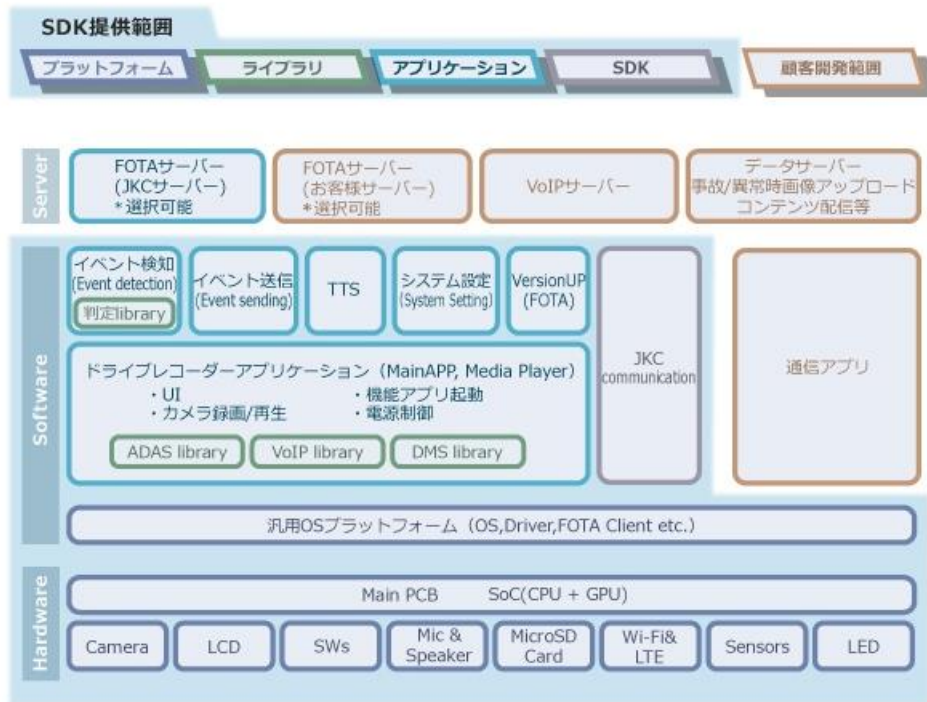 SDK提供範囲
プラットフォーム
ライブラリ
アプリケーション
SDK
顧客開発範囲
Server
FOTAサーバー
(JKCサーバー)
*選択可能
FOTAサーバー
(お客様サーバー)
*選択可能
VoIPサーバー
データサーバー
事故/異常時画像アップロード
コンテンツ配信等
Software
イベント検知
(Event detection)
判定library
イベント送信
(Event sending)
TTS
システム設定
(System Setting)
VersionUP
(FOTA)
JKC
communication
通信アプリ
ドライブレコーダーアプリケーション（MainAPP, Media Player）
・UI
・機能アプリ起動
・カメラ録画/再生
・電源制御
ADAS library
VoIP library
DMS library
汎用OSプラットフォーム（OS,Driver,FOTA Client etc.）
Hardware
Main PCB SoC(CPU + GPU)
Camera
LCD
SWs
Mic &
Speaker
MicroSD
Card
Wi-Fi&
LTE
Sensors
LED